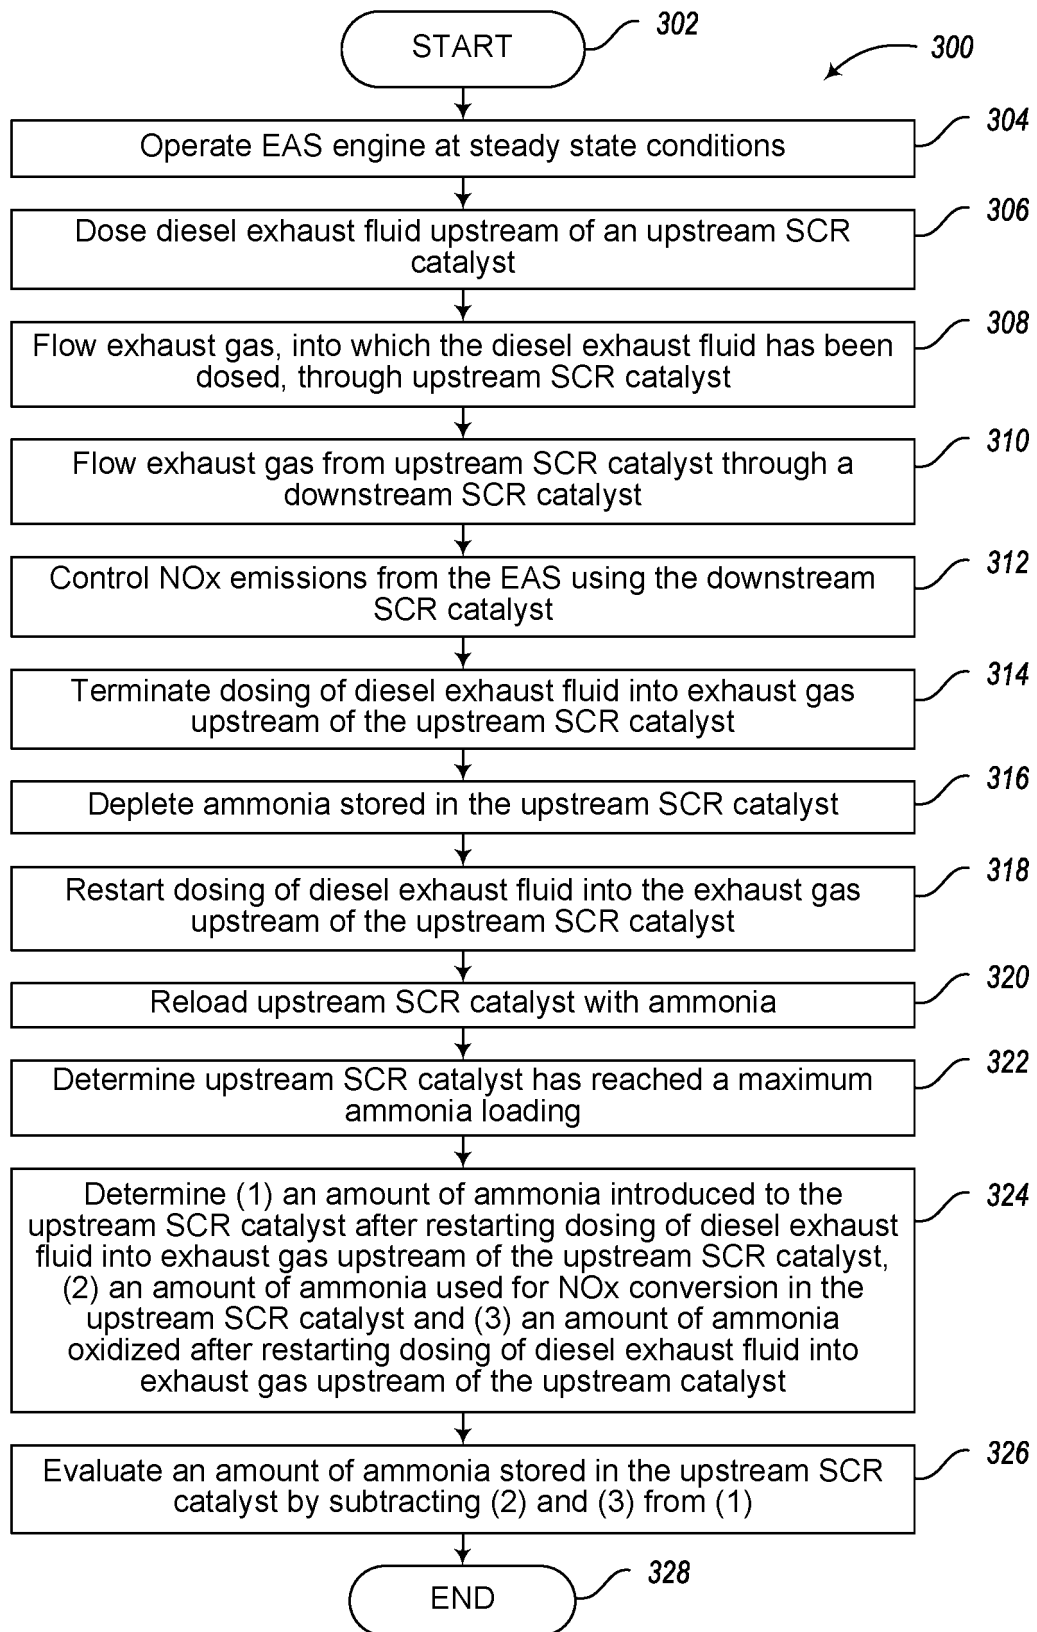 START
302
300
Operate EAS engine at steady state conditions
304
Dose diesel exhaust fluid upstream of an upstream SCR
catalyst
306
Flow exhaust gas, into which the diesel exhaust fluid has been
dosed, through upstream SCR catalyst
308
Flow exhaust gas from upstream SCR catalyst through a
downstream SCR catalyst
310
Control NOx emissions from the EAS using the downstream
SCR catalyst
312
Terminate dosing of diesel exhaust fluid into exhaust gas
upstream of the upstream SCR catalyst
314
Deplete ammonia stored in the upstream SCR catalyst
316
Restart dosing of diesel exhaust fluid into the exhaust gas
upstream of the upstream SCR catalyst
318
Reload upstream SCR catalyst with ammonia
320
Determine upstream SCR catalyst has reached a maximum
ammonia loading
322
Determine (1) an amount of ammonia introduced to the
upstream SCR catalyst after restarting dosing of diesel exhaust
fluid into exhaust gas upstream of the upstream SCR catalyst,
(2) an amount of ammonia used for NOx conversion in the
upstream SCR catalyst and (3) an amount of ammonia
oxidized after restarting dosing of diesel exhaust fluid into
exhaust gas upstream of the upstream catalyst
324
Evaluate an amount of ammonia stored in the upstream SCR
catalyst by subtracting (2) and (3) from (1)
326
END
328